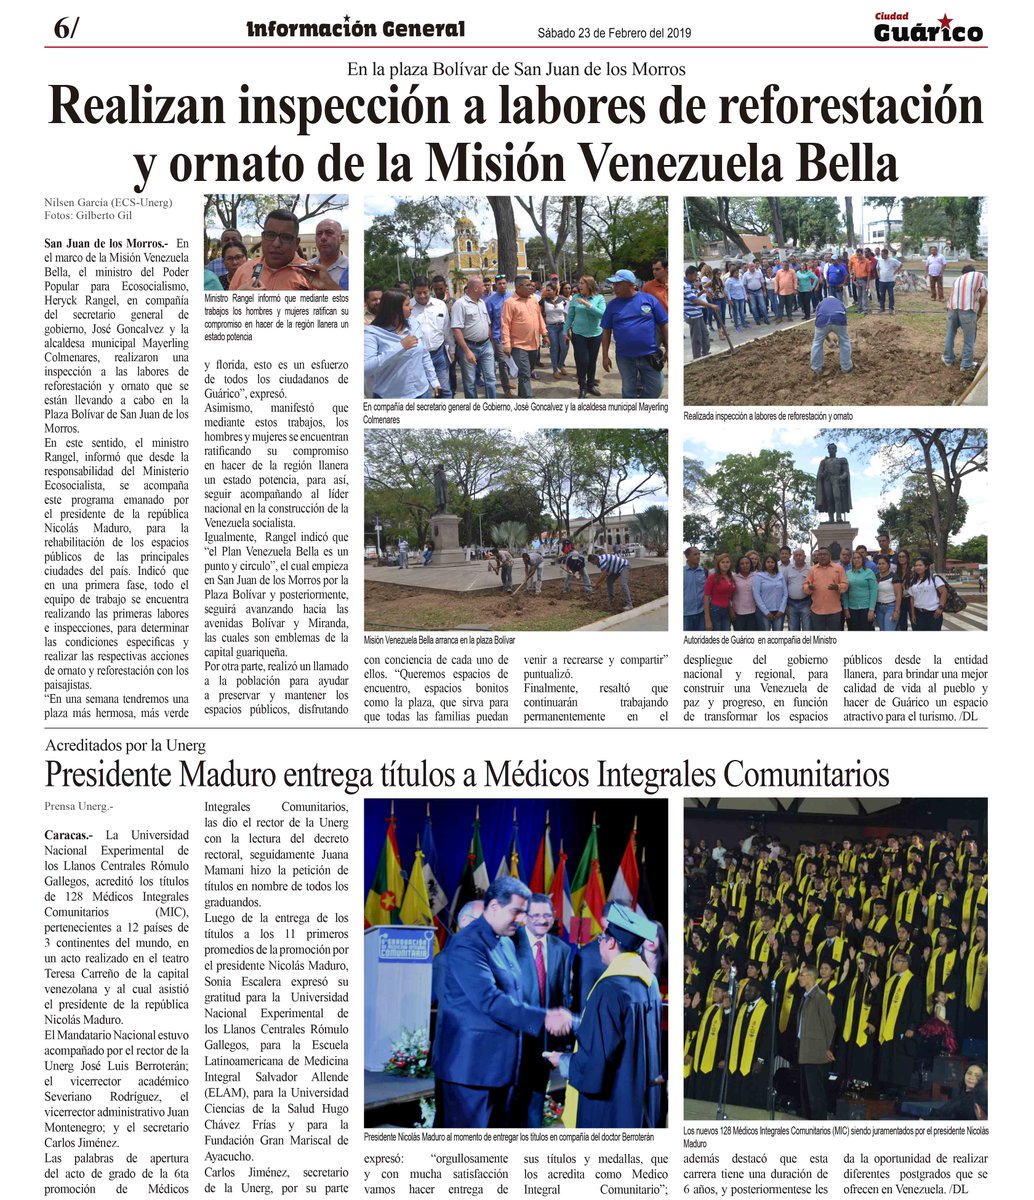 6/
Información General
Sábado 23 de Febrero del 2019
Ciudad
Guárico
En la plaza Bolívar de San Juan de los Morros
Realizan inspección a labores de reforestación
y ornato de la Misión Venezuela Bella
Nilsen García (ECS-Unerg)
Fotos: Gilberto Gil
San Juan de los Morros.- En
el marco de la Misión Venezuela
Bella, el ministro del Poder
Popular para Ecosocialismo,
Heryck Rangel, en compañía
del secretario general de
gobierno, José Goncalvez y la
alcaldesa municipal Mayerling
Colmenares, realizaron una
inspección a las labores de
reforestación y ornato que se
están llevando a cabo en la
Plaza Bolívar de San Juan de los
Morros.
En este sentido, el ministro
Rangel, informó que desde la
responsabilidad del Ministerio
Ecosocialista, se acompaña
este programa emanado por
el presidente de la república
Nicolás Maduro, para la
rehabilitación de los espacios
públicos de las principales
ciudades del país. Indicó que
en una primera fase, todo el
equipo de trabajo se encuentra
realizando las primeras labores
e inspecciones, para determinar
las condiciones especificas y
realizar las respectivas acciones
de ornato y reforestación con los
paisajistas.
“En una semana tendremos una
plaza más hermosa, más verde
Ministro Rangel informó que mediante estos
trabajos los hombres y mujeres ratifican su
compromiso en hacer de la región llanera un
estado potencia
y florida, esto es un esfuerzo
de todos los ciudadanos de
Guárico”, expresó.
Asimismo, manifestó que
mediante estos trabajos, los
hombres y mujeres se encuentran
ratificando su compromiso
en hacer de la región llanera
un estado potencia, para así,
seguir acompañando al líder
nacional en la construcción de la
Venezuela socialista.
Igualmente, Rangel indicó que
“el Plan Venezuela Bella es un
punto y circulo”, el cual empieza
en San Juan de los Morros por la
Plaza Bolívar y posteriormente,
seguirá avanzando hacia las
avenidas Bolívar y Miranda,
las cuales son emblemas de la
capital guariqueña.
Por otra parte, realizó un llamado
a la población para ayudar
a preservar y mantener los
espacios públicos, disfrutando
En compañía del secretario general de Gobierno, José Goncalvez y la alcaldesa municipal Mayerling
Colmenares
Realizada inspección a labores de reforestación y ornato
Misión Venezuela Bella arranca en la plaza Bolívar
Autoridades de Guárico en acompañia del Ministro
con conciencia de cada uno de
ellos. “Queremos espacios de
encuentro, espacios bonitos
como la plaza, que sirva para
que todas las familias puedan
venir a recrearse y compartir”
puntualizó.
Finalmente, resaltó que
continuarán trabajando
permanentemente en el
despliegue del gobierno
nacional y regional, para
construir una Venezuela de
paz y progreso, en función
de transformar los espacios
públicos desde la entidad
llanera, para brindar una mejor
calidad de vida al pueblo y
hacer de Guárico un espacio
atractivo para el turismo. /DL
Acreditados por la Unerg
Presidente Maduro entrega títulos a Médicos Integrales Comunitarios
Prensa Unerg.-
Caracas.- La Universidad
Nacional Experimental de
los Llanos Centrales Rómulo
Gallegos, acreditó los títulos
de 128 Médicos Integrales
Comunitarios (MIC),
pertenecientes a 12 países de
3 continentes del mundo, en
un acto realizado en el teatro
Teresa Carreño de la capital
venezolana y al cual asistió
el presidente de la república
Nicolás Maduro.
El Mandatario Nacional estuvo
acompañado por el rector de la
Unerg José Luis Berroterán;
el vicerrector académico
Severiano Rodríguez, el
vicerrector administrativo Juan
Montenegro; y el secretario
Carlos Jiménez.
Las palabras de apertura
del acto de grado de la 6ta
promoción de Médicos
Integrales Comunitarios,
las dio el rector de la Unerg
con la lectura del decreto
rectoral, seguidamente Juana
Mamani hizo la petición de
títulos en nombre de todos los
graduandos.
Luego de la entrega de los
títulos a los 11 primeros
promedios de la promoción por
el presidente Nicolás Maduro,
Sonia Escalera expresó su
gratitud para la Universidad
Nacional Experimental de
los Llanos Centrales Rómulo
Gallegos, para la Escuela
Latinoamericana de Medicina
Integral Salvador Allende
(ELAM), para la Universidad
Ciencias de la Salud Hugo
Chávez Frías y para la
Fundación Gran Mariscal de
Ayacucho.
Carlos Jiménez, secretario
de la Unerg, por su parte
6ª GRADUACIÓN
DE MEDICINA INTEGRAL
COMUNITARIO
Presidente Nicolás Maduro al momento de entregar los títulos en compañía del doctor Berroterán
Los nuevos 128 Médicos Integrales Comunitarios (MIC) siendo juramentados por el presidente Nicolás
Maduro
expresó: “orgullosamente
y con mucha satisfacción
vamos hacer entrega de
sus títulos y medallas, que
los acredita como Medico
Integral Comunitario”;
además destacó que esta
carrera tiene una duración de
6 años, y posteriormentese les
da la oportunidad de realizar
diferentes postgrados que se
ofrecen en Venezuela. /DL